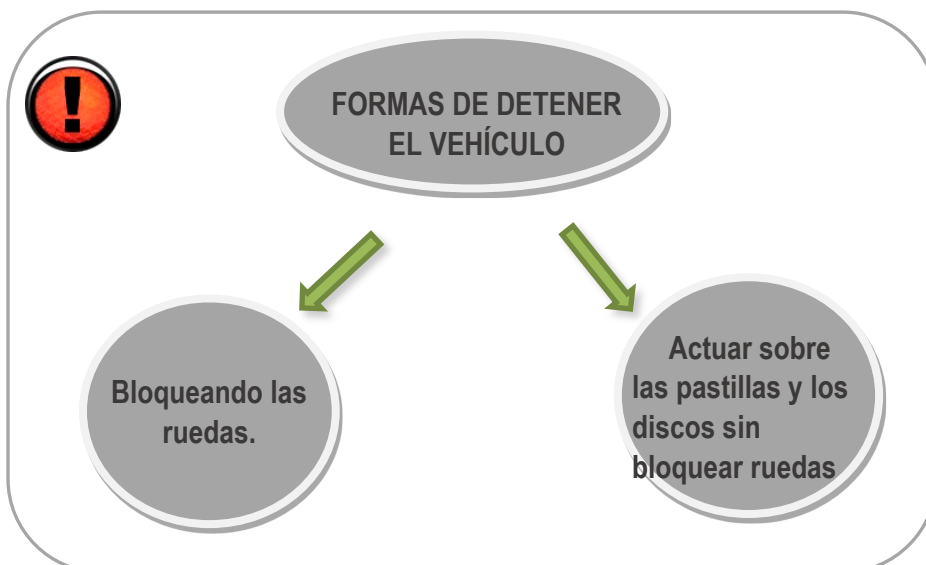 FORMAS DE DETENER
EL VEHÍCULO
Bloqueando las
ruedas.
Actuar sobre
las pastillas y los
discos sin
bloquear ruedas